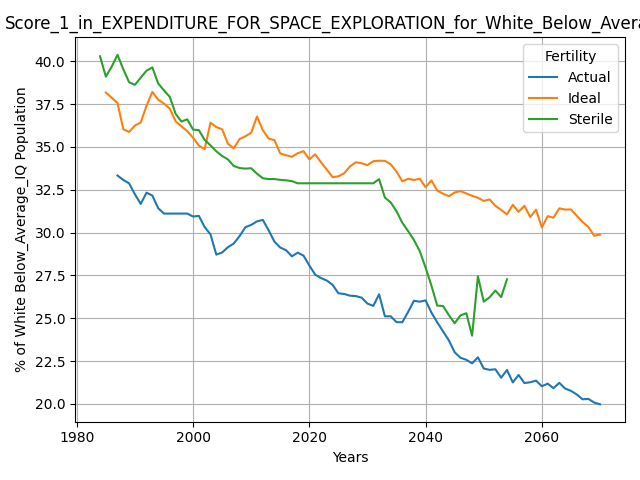 Score_1_in_EXPENDITURE_FOR_SPACE_EXPLORATION_for_White_Below_Avera
Fertility
Actual
Ideal
Sterile
% of White Below_Average_IQ Population
40.0
37.5
35.0
32.5
30.0
27.5
25.0
22.5
20.0
1980
2000
2020
2040
2060
Years